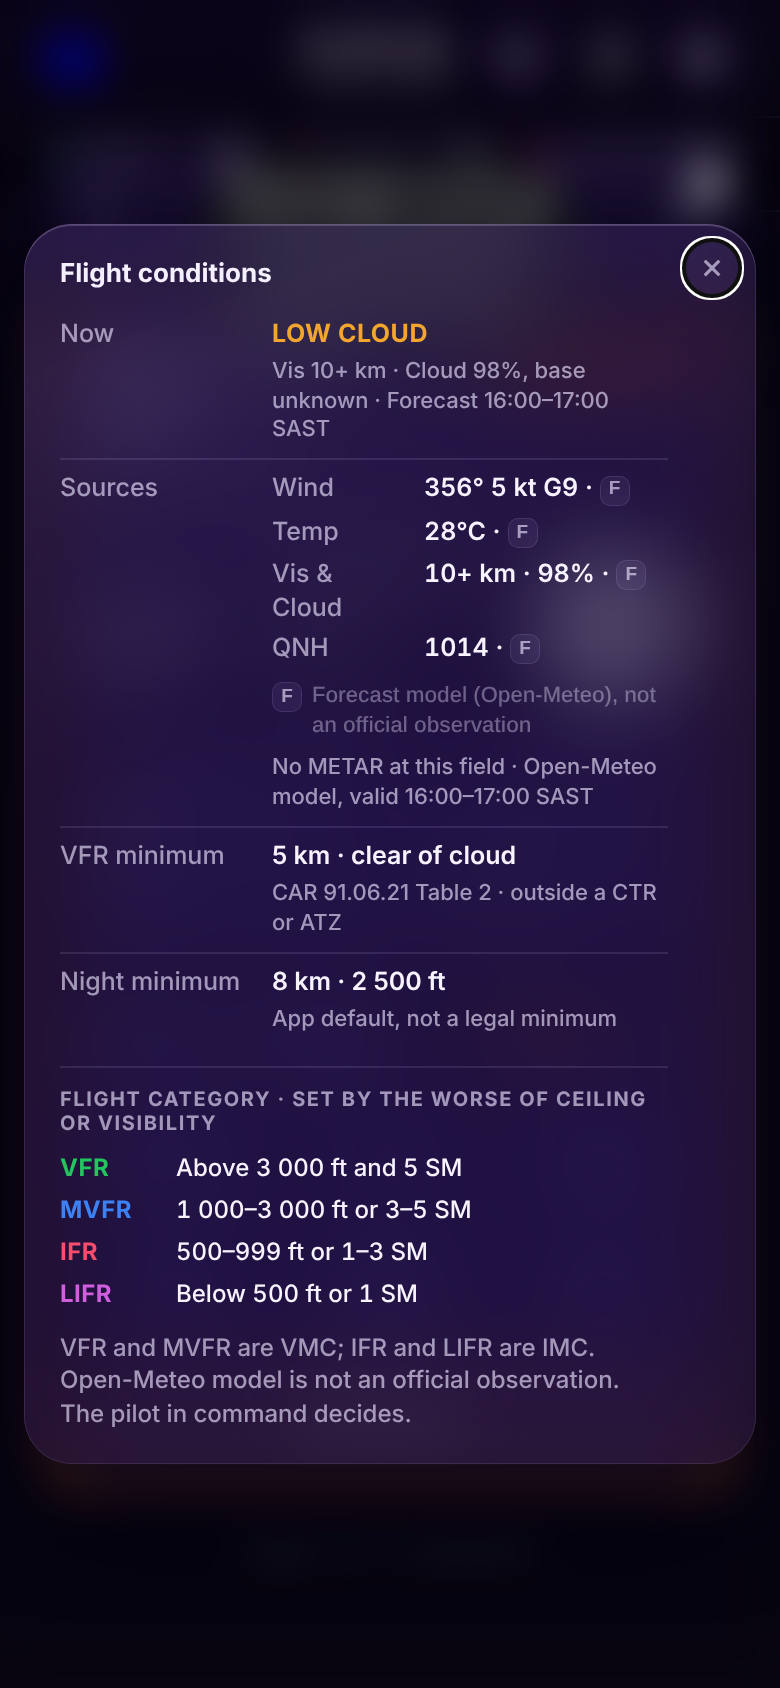 Flight conditions
Now
LOW CLOUD
Vis 10+ km · Cloud 98%, base
unknown · Forecast 16:00–17:00
SAST
Sources
Wind
356° 5 kt G9 · F
Temp
28°C · F
Vis &
Cloud
10+ km · 98% · F
QNH
1014 · F
F Forecast model (Open-Meteo), not
an official observation
No METAR at this field · Open-Meteo
model, valid 16:00–17:00 SAST
VFR minimum
5 km · clear of cloud
CAR 91.06.21 Table 2 · outside a CTR
or ATZ
Night minimum
8 km · 2 500 ft
App default, not a legal minimum
FLIGHT CATEGORY · SET BY THE WORSE OF CEILING
OR VISIBILITY
VFR Above 3 000 ft and 5 SM
MVFR 1 000–3 000 ft or 3–5 SM
IFR 500–999 ft or 1–3 SM
LIFR Below 500 ft or 1 SM
VFR and MVFR are VMC; IFR and LIFR are IMC.
Open-Meteo model is not an official observation.
The pilot in command decides.